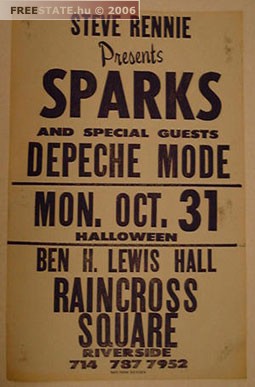 FREESTATE.hu © 2006
STEVE RENNIE
Presents
SPARKS
AND SPECIAL GUESTS
DEPECHE MODE
MON. OCT. 31
HALLOWEEN
BEN H. LEWIS HALL
RAINCROSS
SQUARE
RIVERSIDE
714 787 7952